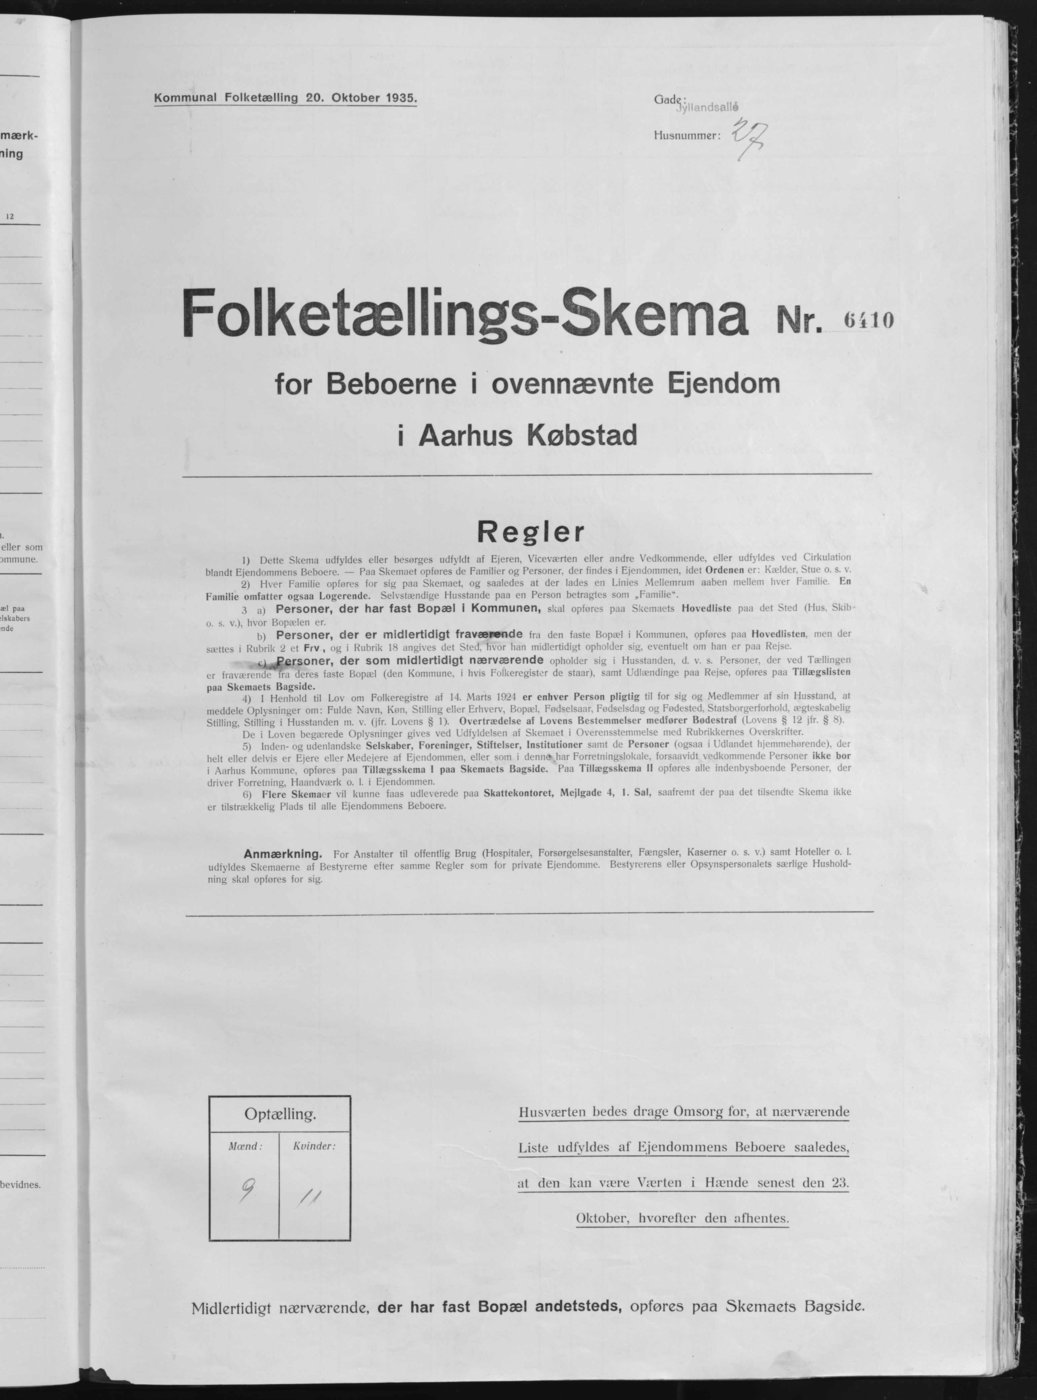 mærk-
ning
12
eller som
ommune.
æl paa
elskabers
nde
bevidnes.
Kommunal Folketælling 20. Oktober 1935.
Gade: Jyllandsallé
Husnummer: 27
Folketællings-Skema Nr. 6410
for Beboerne i ovennævnte Ejendom
i Aarhus Købstad
Regler
1) Dette Skema udfyldes eller besørges udfyldt af Ejeren, Viceværten eller andre Vedkommende, eller udfyldes ved Cirkulation
blandt Ejendommens Beboere. — Paa Skemaet opføres de Familier og Personer, der findes i Ejendommen, idet Ordenen er: Kælder, Stue o. s. v.
2) Hver Familie opføres for sig paa Skemaet, og saaledes at der lades en Linies Mellemrum aaben mellem hver Familie. En
Familie omfatter ogsaa Logerende. Selvstændige Husstande paa en Person betragtes som „Familie".
3 a) Personer, der har fast Bopæl i Kommunen, skal opføres paa Skemaets Hovedliste paa det Sted (Hus, Skib
o. s. v.), hvor Bopælen er.
b) Personer, der er midlertidigt fraværende fra den faste Bopæl i Kommunen, opføres paa Hovedlisten, men der
sættes i Rubrik 2 et Frv., og i Rubrik 18 angives det Sted, hvor han midlertidigt opholder sig, eventuelt om han er paa Rejse.
c) Personer, der som midlertidigt nærværende opholder sig i Husstanden, d. v. s. Personer, der ved Tællingen
er fraværende fra deres faste Bopæl (den Kommune, i hvis Folkeregister de staar), samt Udlændinge paa Rejse, opføres paa Tillægslisten
paa Skemaets Bagside.
4) I Henhold til Lov om Folkeregistre af 14. Marts 1924 er enhver Person pligtig til for sig og Medlemmer af sin Husstand, at
meddele Oplysninger om: Fulde Navn, Køn, Stilling eller Erhverv, Bopæl, Fødselsaar, Fødselsdag og Fødested, Statsborgerforhold, ægteskabelig
Stilling, Stilling i Husstanden m. v. (jfr. Lovens § 1). Overtrædelse af Lovens Bestemmelser medfører Bødestraf (Lovens § 12 jfr. § 8).
De i Loven begærede Oplysninger gives ved Udfyldelsen af Skemaet i Overensstemmelse med Rubrikkernes Overskrifter.
5) Inden- og udenlandske Selskaber, Foreninger, Stiftelser, Institutioner samt de Personer (ogsaa i Udlandet hjemmehørende), der
helt eller delvis er Ejere eller Medejere af Ejendommen, eller som i denne har Forretningslokale, forsaavidt vedkommende Personer ikke bor
i Aarhus Kommune, opføres paa Tillægsskema I paa Skemaets Bagside. Paa Tillægsskema II opføres alle indenbysboende Personer, der
driver Forretning, Haandværk o. l. i Ejendommen.
6) Flere Skemaer vil kunne faas udleverede paa Skattekontoret, Mejlgade 4, 1. Sal, saafremt der paa det tilsendte Skema ikke
er tilstrækkelig Plads til alle Ejendommens Beboere.
Anmærkning. For Anstalter til offentlig Brug (Hospitaler, Forsørgelsesanstalter, Fængsler, Kaserner o. s. v.) samt Hoteller o. l.
udfyldes Skemaerne af Bestyrerne efter samme Regler som for private Ejendomme. Bestyrerens eller Opsynspersonalets særlige Hushold-
ning skal opføres for sig.
Optælling.
Mænd: Kvinder:
9 11
Husværten bedes drage Omsorg for, at nærværende
Liste udfyldes af Ejendommens Beboere saaledes,
at den kan være Værten i Hænde senest den 23.
Oktober, hvorefter den afhentes.
Midlertidigt nærværende, der har fast Bopæl andetsteds, opføres paa Skemaets Bagside.